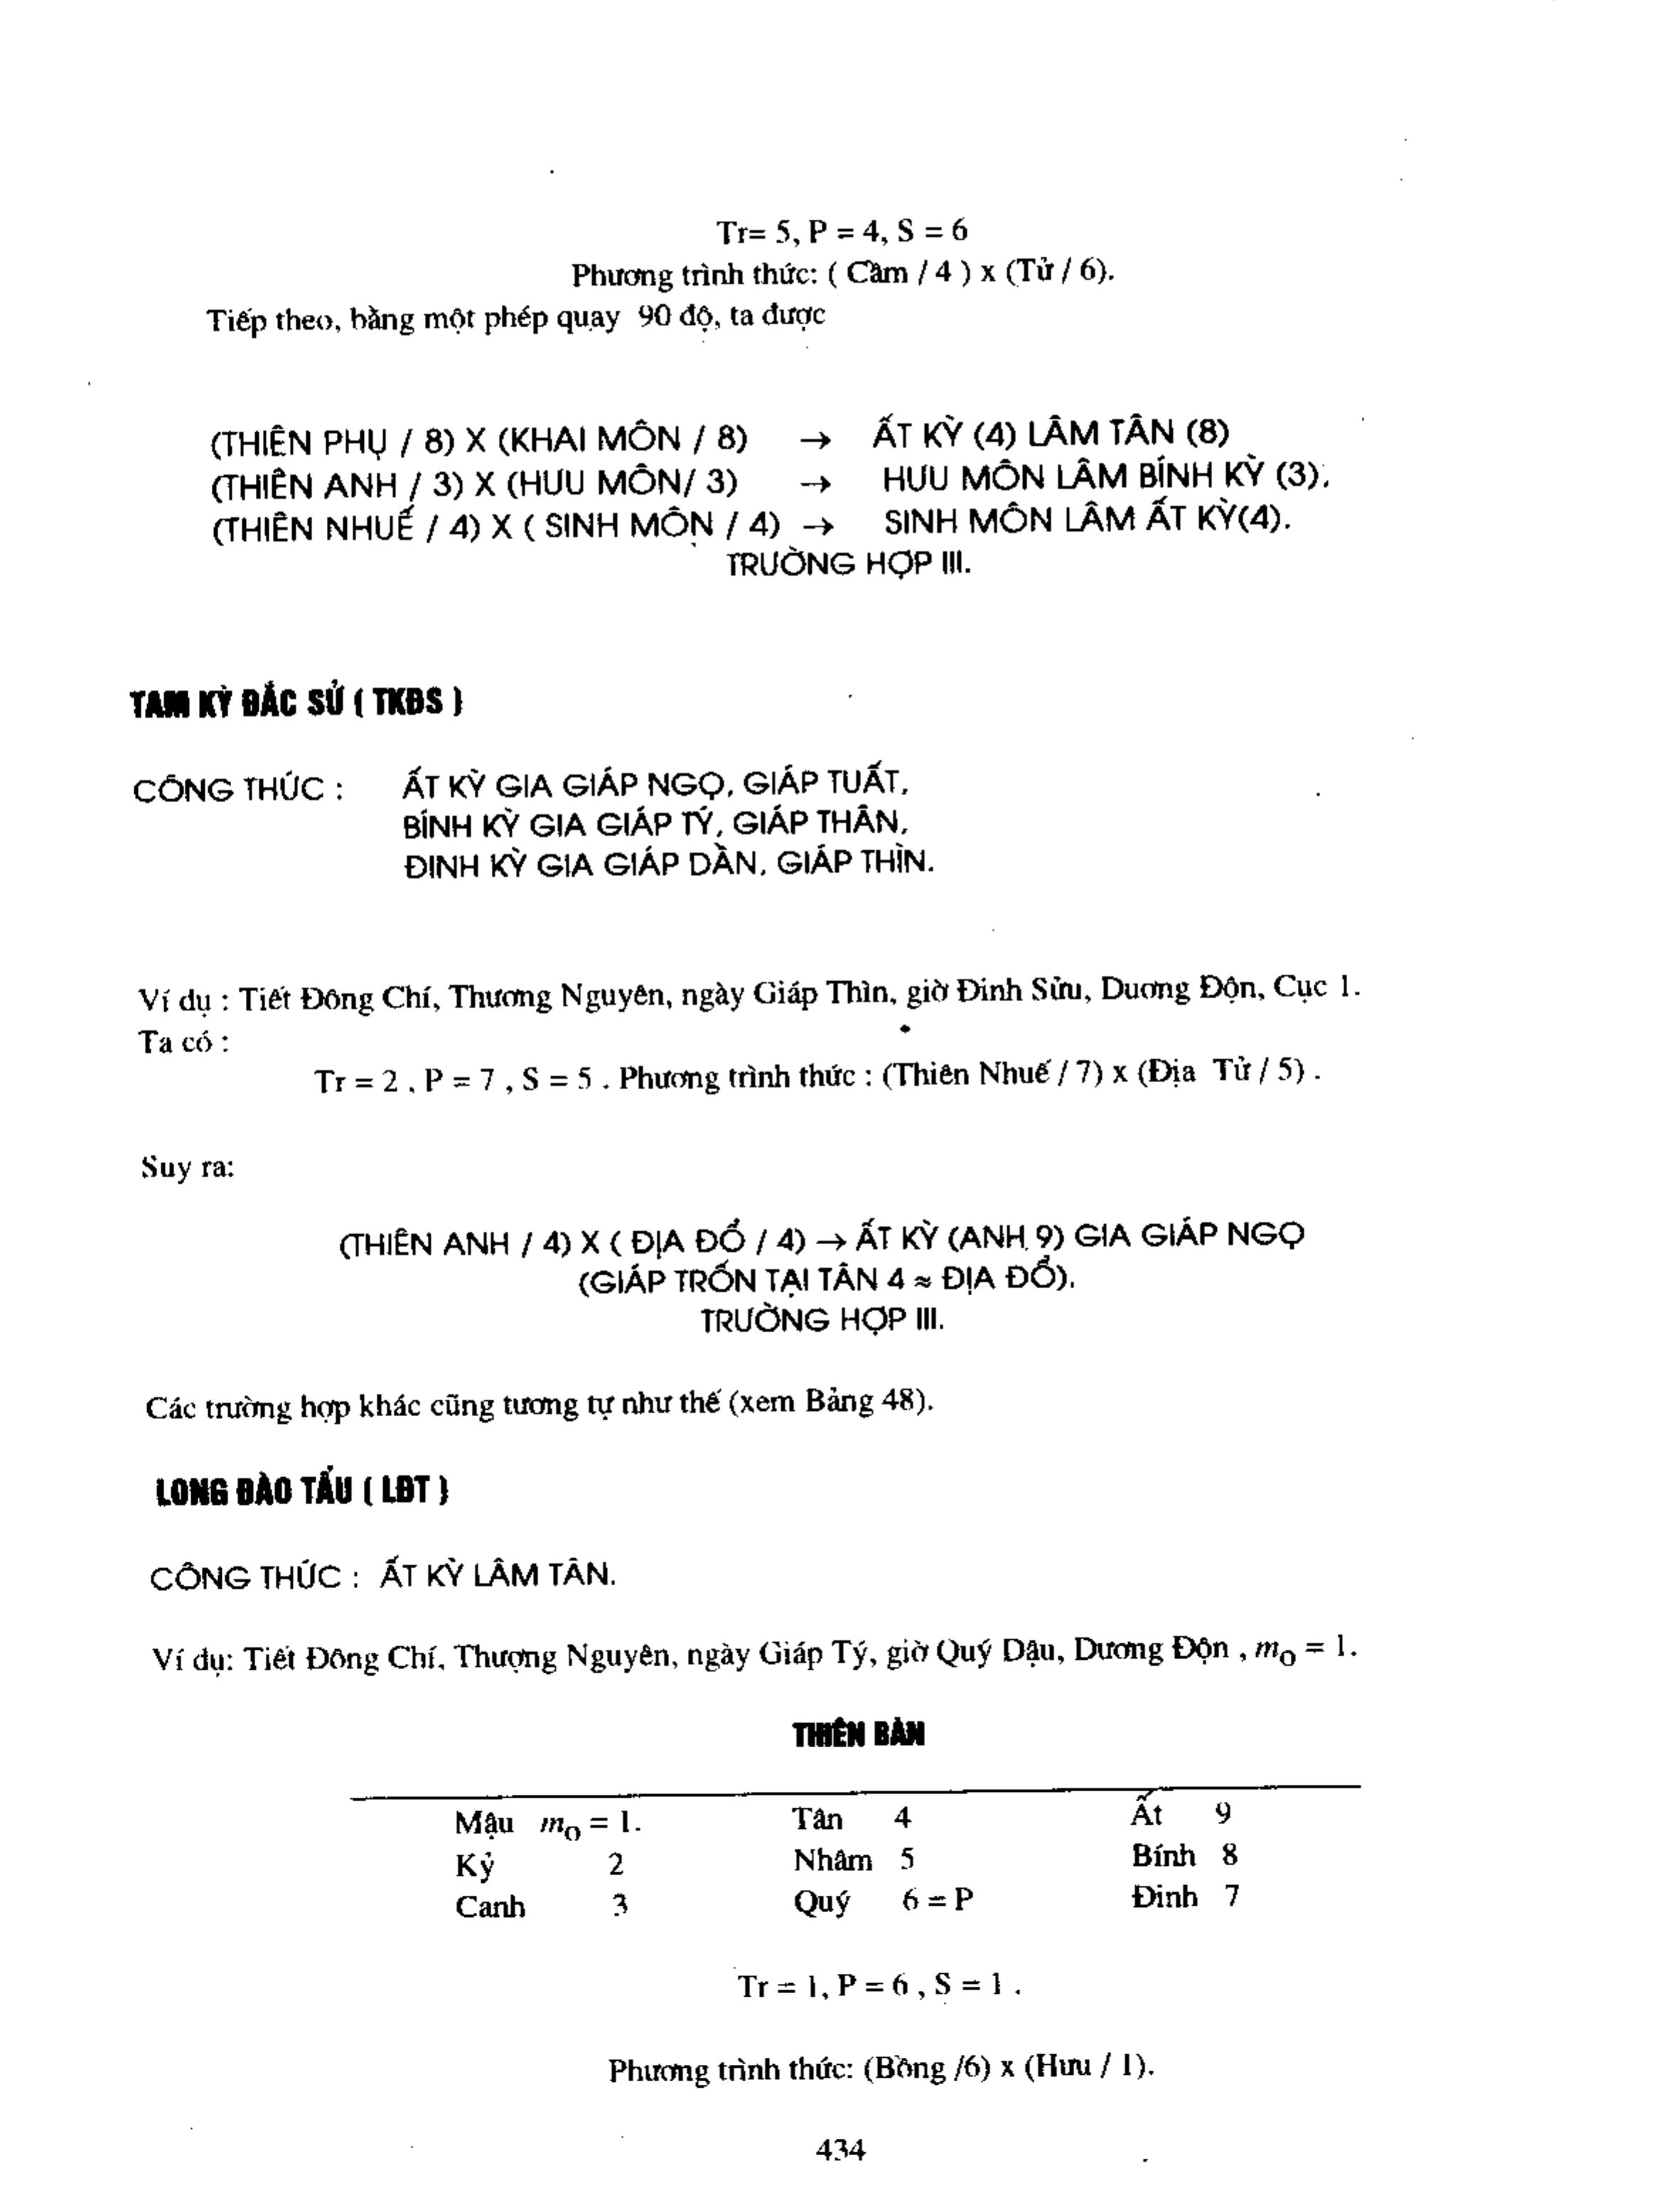 Tr= 5, P = 4, S = 6
Phương trình thức: ( Cầm / 4 ) x (Tử / 6).
Tiếp theo, bằng một phép quay 90 độ, ta được
(THIÊN PHỤ / 8) X (KHAI MÔN / 8) → ẤT KỲ (4) LÂM TÂN (8)
(THIÊN ANH / 3) X (HƯU MÔN/ 3) → HƯU MÔN LÂM BÍNH KỲ (3).
(THIÊN NHUẾ / 4) X ( SINH MÔN / 4) → SINH MÔN LÂM ẤT KỲ(4).
TRƯỜNG HỢP III.
TAM KỲ ĐẮC SỬ ( TKĐS )
CÔNG THỨC : ẤT KỲ GIA GIÁP NGỌ, GIÁP TUẤT,
BÍNH KỲ GIA GIÁP TÝ, GIÁP THÂN,
ĐINH KỲ GIA GIÁP DẦN, GIÁP THÌN.
Ví dụ : Tiết Đông Chí, Thương Nguyên, ngày Giáp Thìn, giờ Đinh Sửu, Dương Độn, Cục 1.
Ta có :
Tr = 2 , P = 7 , S = 5 . Phương trình thức : (Thiên Nhuế / 7) x (Địa Tử / 5) .
Suy ra:
(THIÊN ANH / 4) X ( ĐỊA ĐỔ / 4) → ẤT KỲ (ANH 9) GIA GIÁP NGỌ
(GIÁP TRỐN TẠI TÂN 4 ≈ ĐỊA ĐỔ).
TRƯỜNG HỢP III.
Các trường hợp khác cũng tương tự như thế (xem Bảng 48).
LONG ĐÀO TẨU ( LĐT )
CÔNG THỨC : ẤT KỲ LÂM TÂN.
Ví dụ: Tiết Đông Chí, Thượng Nguyên, ngày Giáp Tý, giờ Quý Dậu, Dương Độn , m₀ = 1.
THIÊN BÀN
Mậu m₀ = 1. Tân 4 Ất 9
Kỷ 2 Nhâm 5 Bính 8
Canh 3 Quý 6 = P Đinh 7
Tr = 1, P = 6 , S = 1 .
Phương trình thức: (Bồng /6) x (Hưu / 1).
434